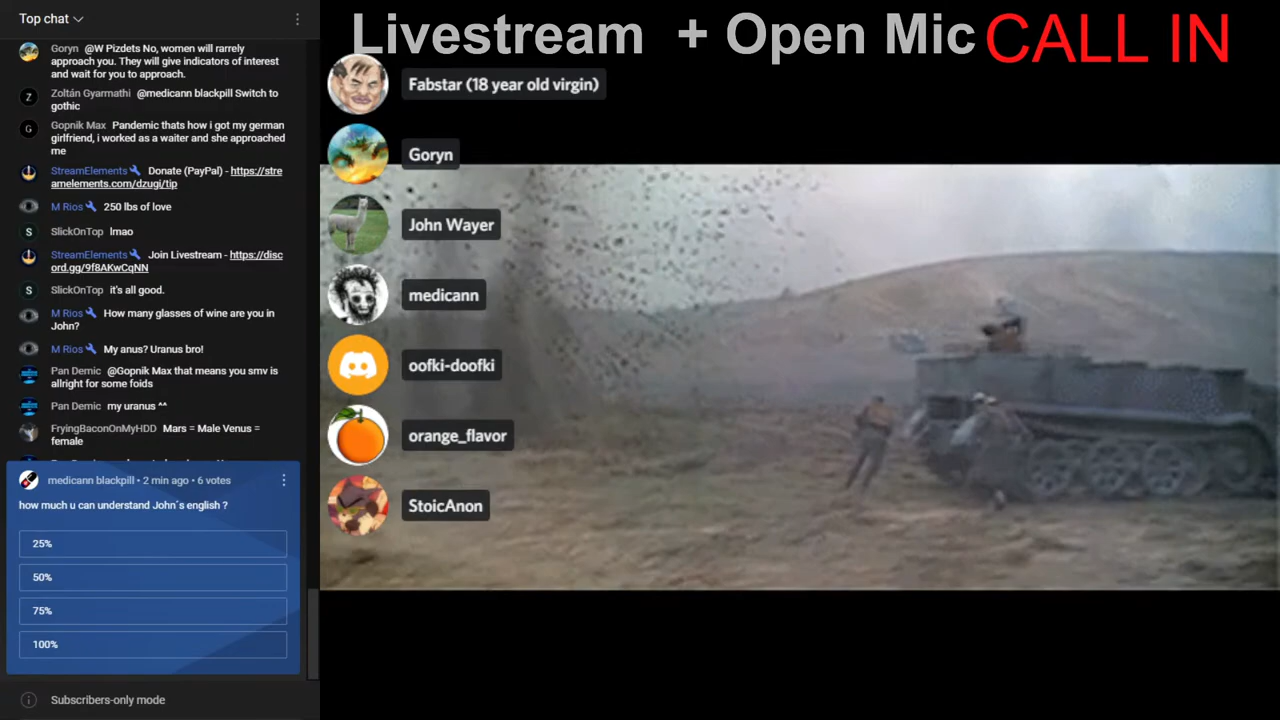 Top chat
Goryn @W Pizdets No, women will rarrely
approach you. They will give indicators of interest
and wait for you to approach.
Z
Zoltán Gyarmathi @medicann blackpill Switch to
gothic
G
Gopnik Max Pandemic thats how i got my german
girlfriend, i worked as a waiter and she approached
me
StreamElements Donate (PayPal) - https://stre
amelements.com/dzugi/tip
M Rios 250 lbs of love
S
SlickOnTop lmao
StreamElements Join Livestream - https://disc
ord.gg/9f8AKwCqNN
S
SlickOnTop it's all good.
M Rios How many glasses of wine are you in
John?
M Rios My anus? Uranus bro!
Pan Demic @Gopnik Max that means you smv is
allright for some foids
Pan Demic my uranus ^^
FryingBaconOnMyHDD Mars = Male Venus =
female
medicann blackpill • 2 min ago • 6 votes
how much u can understand John´s english ?
25%
50%
75%
100%
Subscribers-only mode
Livestream + Open Mic CALL IN
Fabstar (18 year old virgin)
Goryn
John Wayer
medicann
oofki-doofki
orange_flavor
StoicAnon